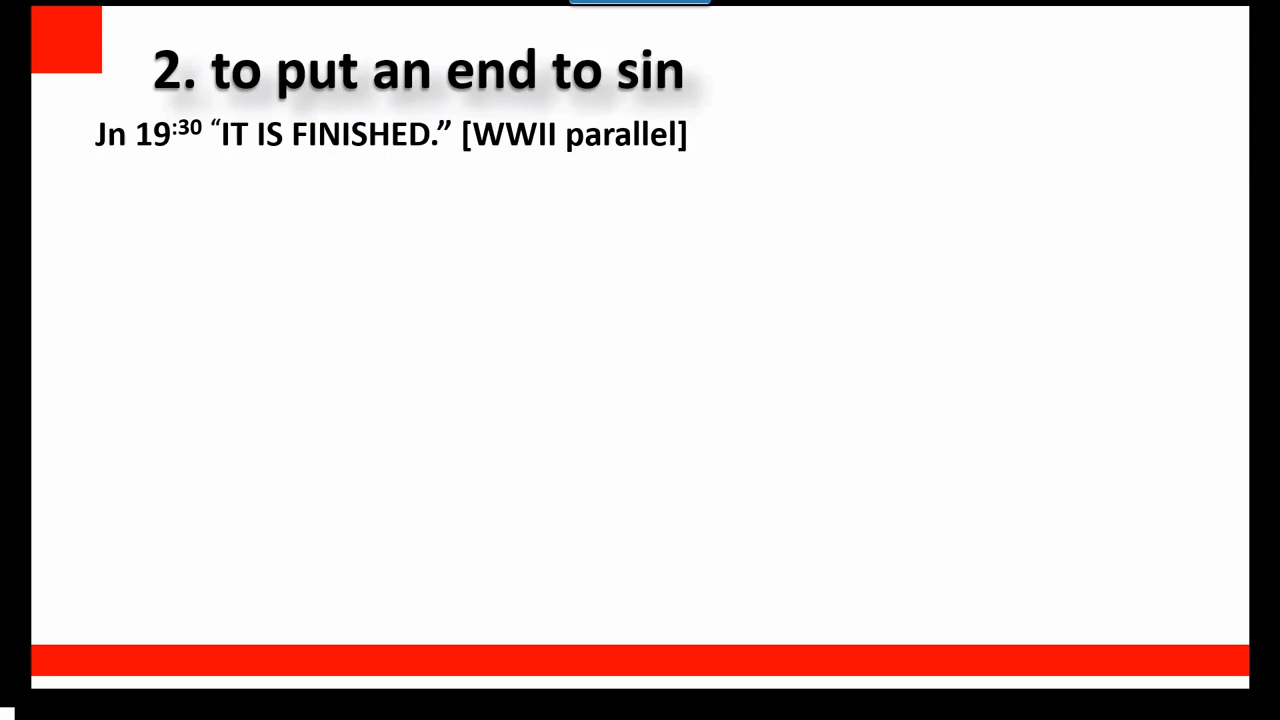 2. to put an end to sin
Jn 19:30 “IT IS FINISHED.” [WWII parallel]